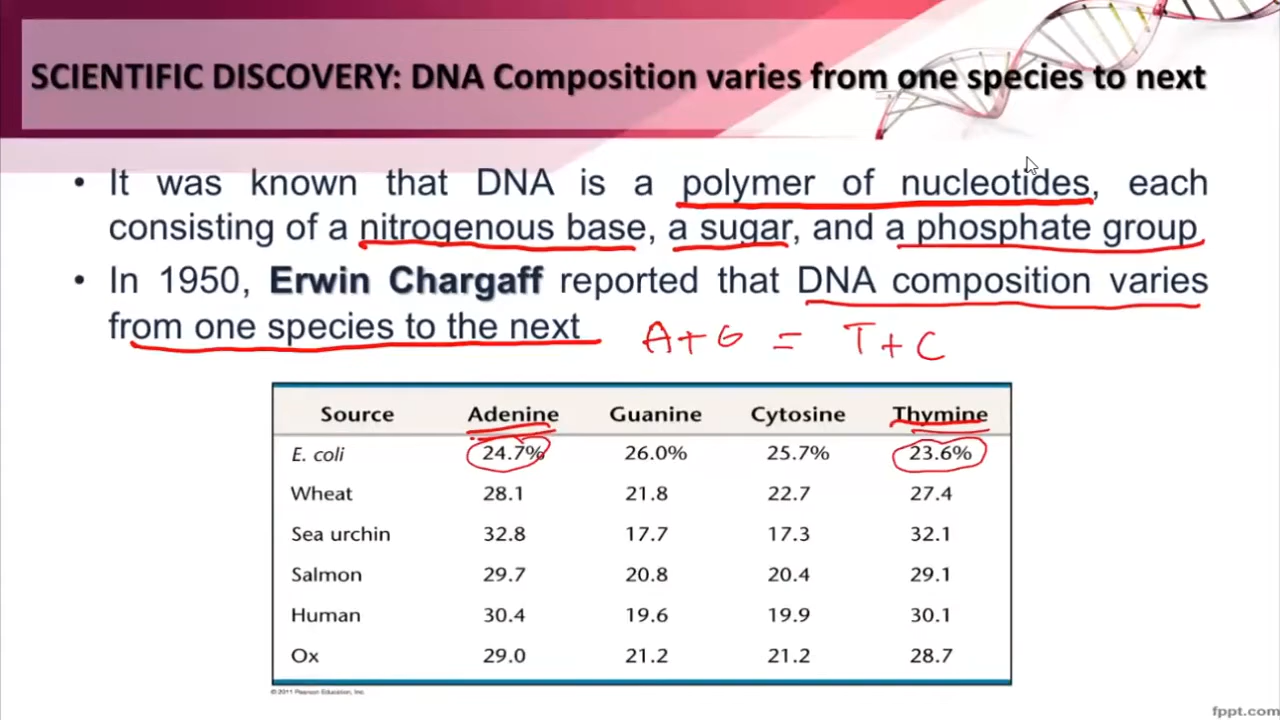 SCIENTIFIC DISCOVERY: DNA Composition varies from one species to next
• It was known that DNA is a polymer of nucleotides, each
consisting of a nitrogenous base, a sugar, and a phosphate group
• In 1950, Erwin Chargaff reported that DNA composition varies
from one species to the next
A+G = T+C
Source Adenine Guanine Cytosine Thymine
E. coli 24.7% 26.0% 25.7% 23.6%
Wheat 28.1 21.8 22.7 27.4
Sea urchin 32.8 17.7 17.3 32.1
Salmon 29.7 20.8 20.4 29.1
Human 30.4 19.6 19.9 30.1
Ox 29.0 21.2 21.2 28.7
© 2011 Pearson Education, Inc.
fppt.com